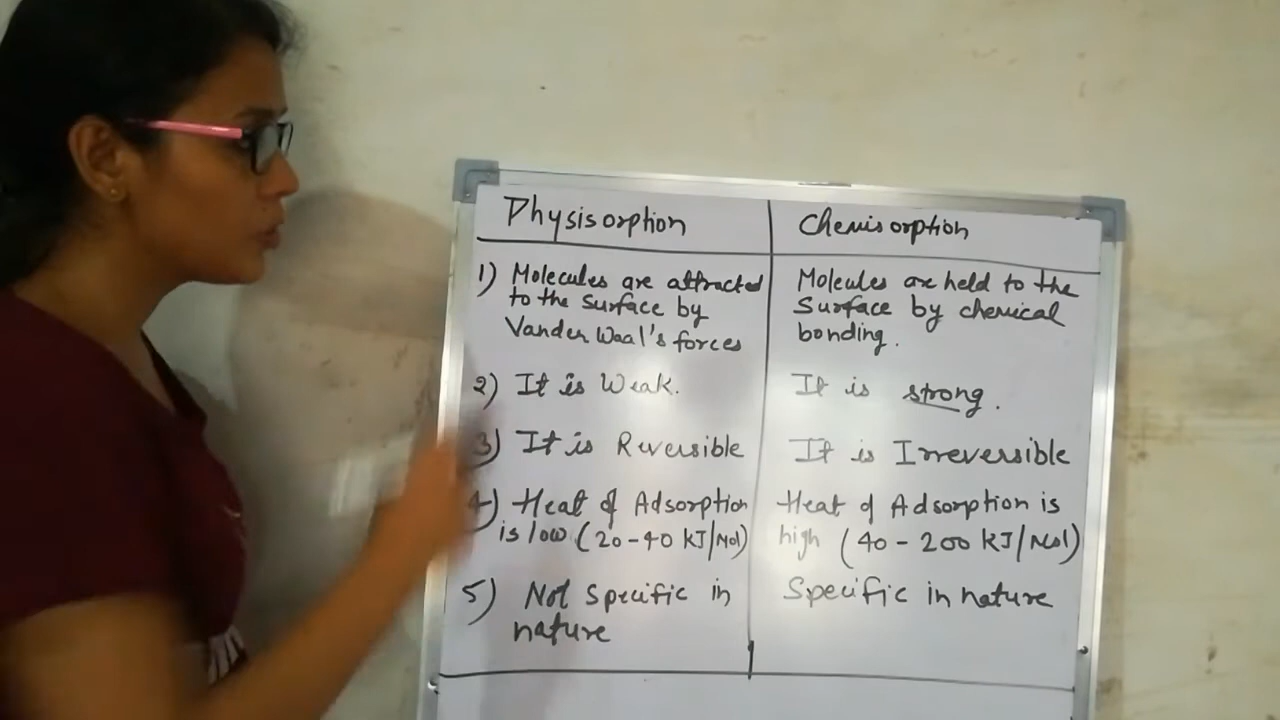 Physisorption
1) Molecules are attracted
to the surface by
Vander Waal's forces
2) It is Weak.
3) It is Reversible
4) Heat of Adsorption
is low (20-40 KJ/Mol)
5) Not Specific in
nature
Chemisorption
Molecules are held to the
Surface by chemical
bonding.
It is strong.
It is Irreversible
Heat of Adsorption is
high (40-200 KJ/Mol)
Specific in nature